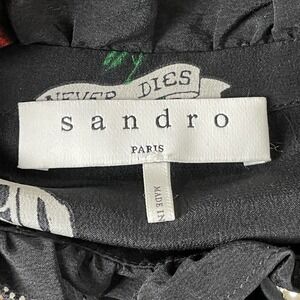 NEVER DIES
sandro
PARIS
MADE IN